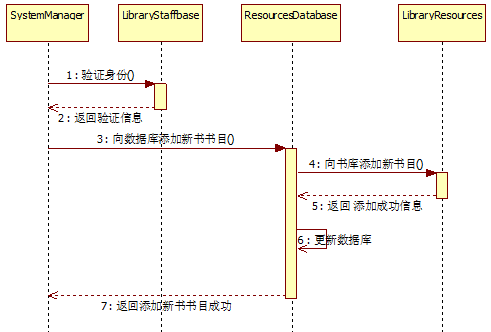 SystemManager
LibraryStaffbase
ResourcesDatabase
LibraryResources
1 : 验证身份()
2 : 返回验证信息
3 : 向数据库添加新书书目()
4 : 向书库添加新书目()
5 : 返回 添加成功信息
6 : 更新数据库
7 : 返回添加新书书目成功